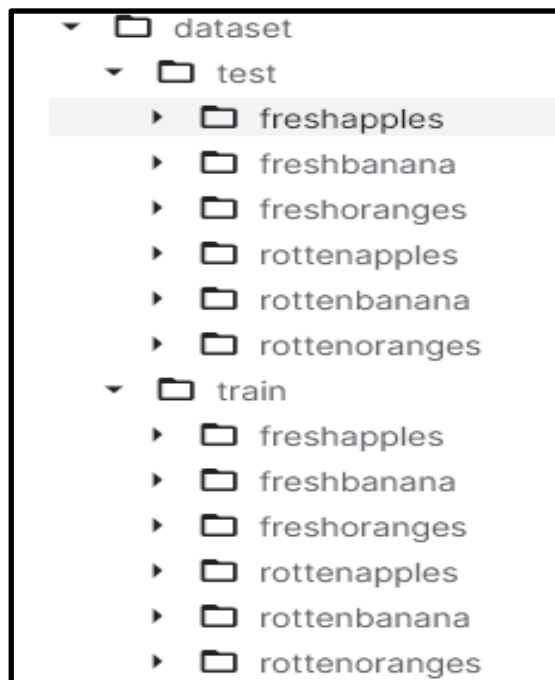 dataset
test
freshapples
freshbanana
freshoranges
rottenapples
rottenbanana
rottenoranges
train
freshapples
freshbanana
freshoranges
rottenapples
rottenbanana
rottenoranges